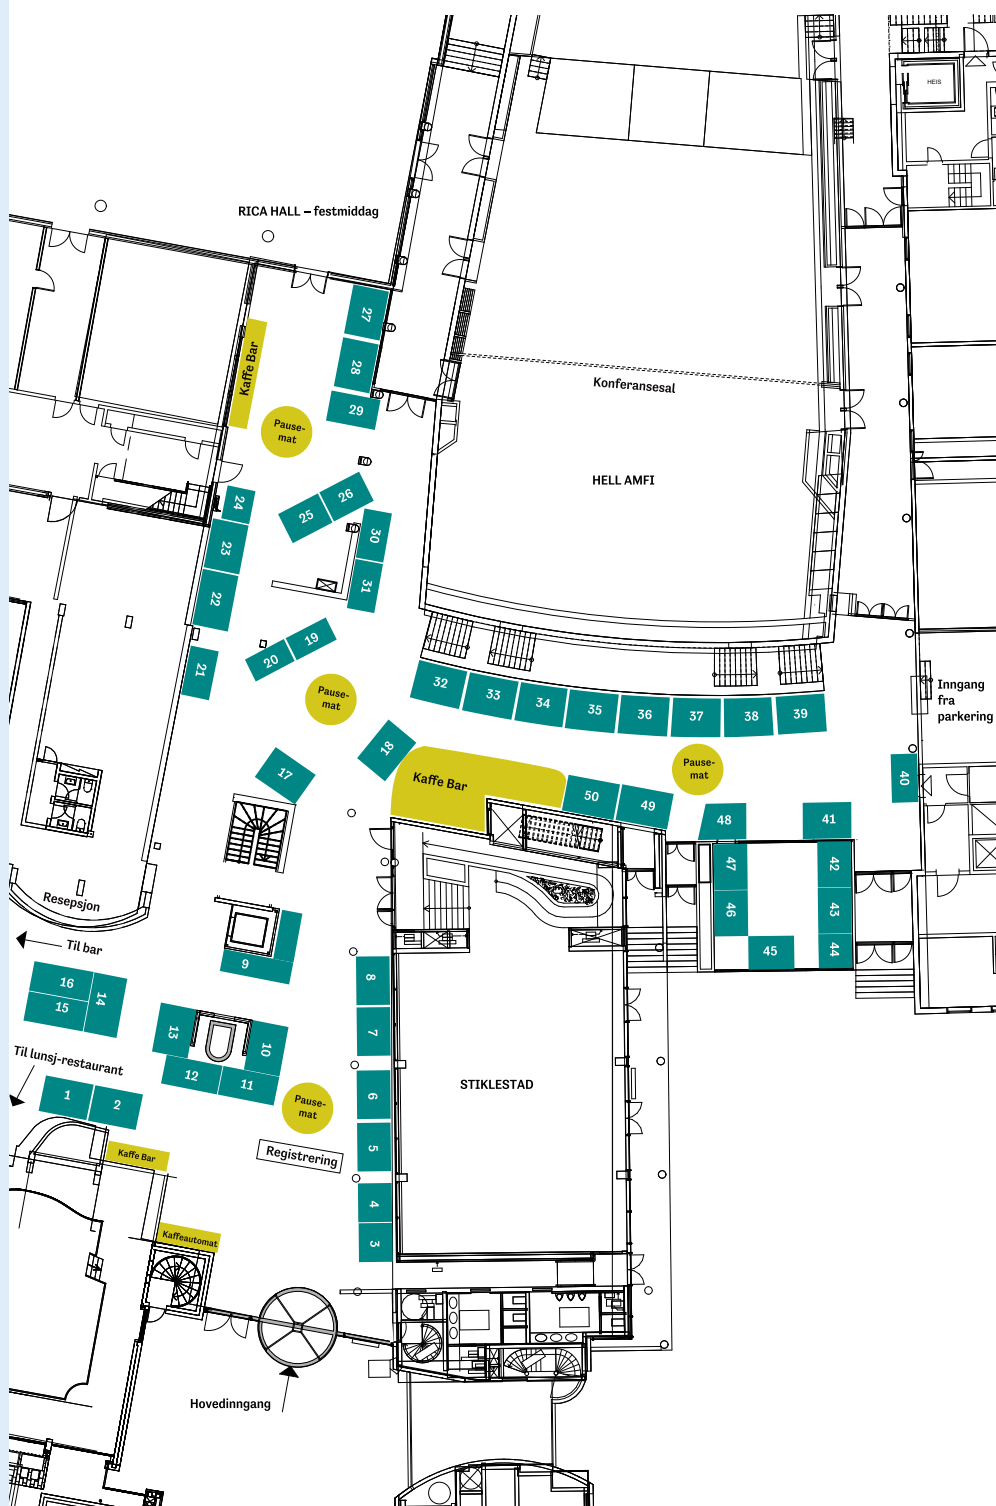 HEIS
RICA HALL – festmiddag
27
Kaffe Bar
28
Konferansesal
29
Pause-
mat
HELL AMFI
24
25
26
23
30
22
31
20
19
21
32
33
34
35
36
37
38
39
Inngang
fra
parkering
Pause-
mat
18
17
Kaffe Bar
50
49
Pause-
mat
40
48
41
47
42
46
43
45
44
Resepsjon
Til bar
9
8
16
15
14
13
10
7
12
11
Til lunsj-restaurant
1
2
Pause-
mat
6
STIKLESTAD
5
Kaffe Bar
Registrering
4
3
Kaffeautomat
Hovedinngang